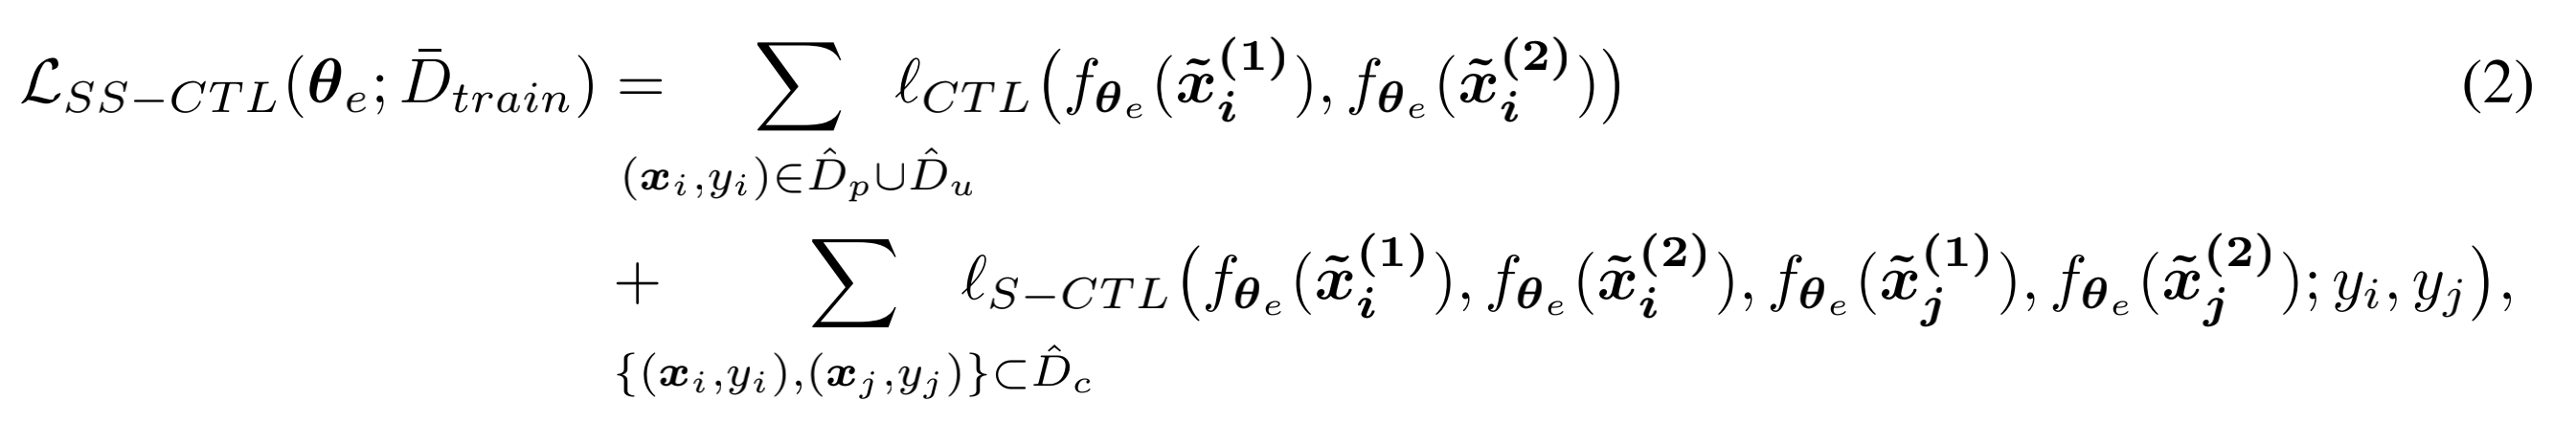 𝓛_{SS−CTL}(𝜽_e; D̄_{train}) = ∑_{(𝒙_i,y_i)∈D̂_p∪D̂_u} ℓ_{CTL}(f_{𝜽_e}(𝒙̃_𝒊^{(𝟏)}), f_{𝜽_e}(𝒙̃_𝒊^{(𝟐)})) (2)
+ ∑_{{(𝒙_i,y_i),(𝒙_j,y_j)}⊂D̂_c} ℓ_{S−CTL}(f_{𝜽_e}(𝒙̃_𝒊^{(𝟏)}), f_{𝜽_e}(𝒙̃_𝒊^{(𝟐)}), f_{𝜽_e}(𝒙̃_𝒋^{(𝟏)}), f_{𝜽_e}(𝒙̃_𝒋^{(𝟐)}); y_i, y_j),